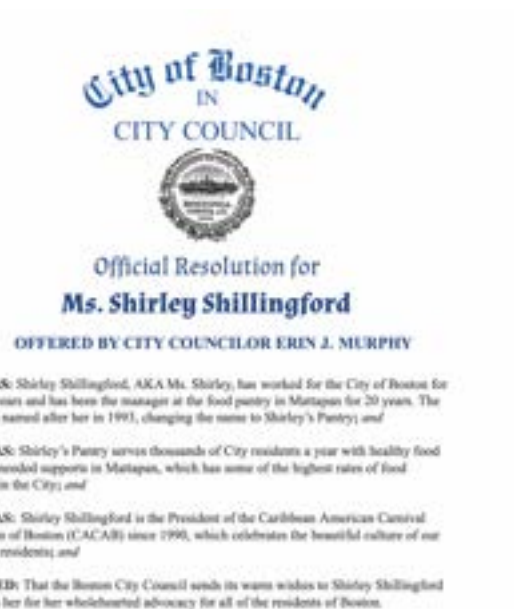 City of Boston
IN
CITY COUNCIL
Official Resolution for
Ms. Shirley Shillingford
OFFERED BY CITY COUNCILOR ERIN J. MURPHY
S: Shirley Shillingford, AKA Ms. Shirley, has worked for the City of Boston for
ears and has been the manager at the food pantry in Mattapan for 20 years. The
named after her in 1993, changing the name to Shirley's Pantry; and
AS: Shirley's Pantry serves thousands of City residents a year with healthy food
needed supports in Mattapan, which has some of the highest rates of food
in the City; and
AS: Shirley Shillingford is the President of the Caribbean American Carnival
n of Boston (CACAB) since 1990, which celebrates the beautiful culture of our
residents; and
ED: That the Boston City Council sends its warm wishes to Shirley Shillingford
her for her wholehearted advocacy for all of the residents of Boston.